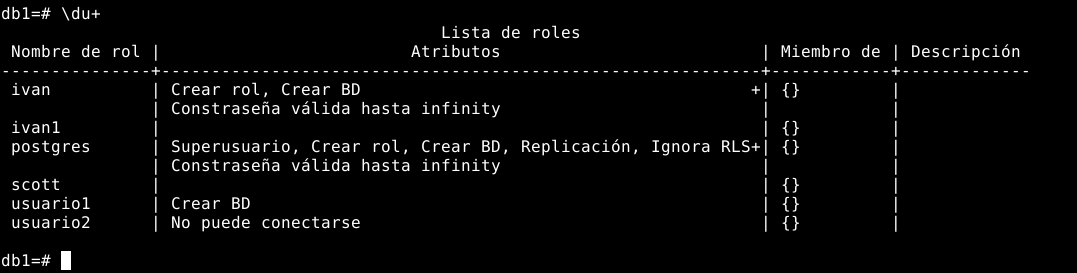 db1=# \du+
                                              Lista de roles
 Nombre de rol |                          Atributos                           | Miembro de | Descripción
---------------+--------------------------------------------------------------+------------+-------------
 ivan          | Crear rol, Crear BD                                         +| {}         |
               | Constraseña válida hasta infinity                            |            |
 ivan1         |                                                              | {}         |
 postgres      | Superusuario, Crear rol, Crear BD, Replicación, Ignora RLS+| {}         |
               | Constraseña válida hasta infinity                            |            |
 scott         |                                                              | {}         |
 usuario1      | Crear BD                                                     | {}         |
 usuario2      | No puede conectarse                                          | {}         |
db1=#